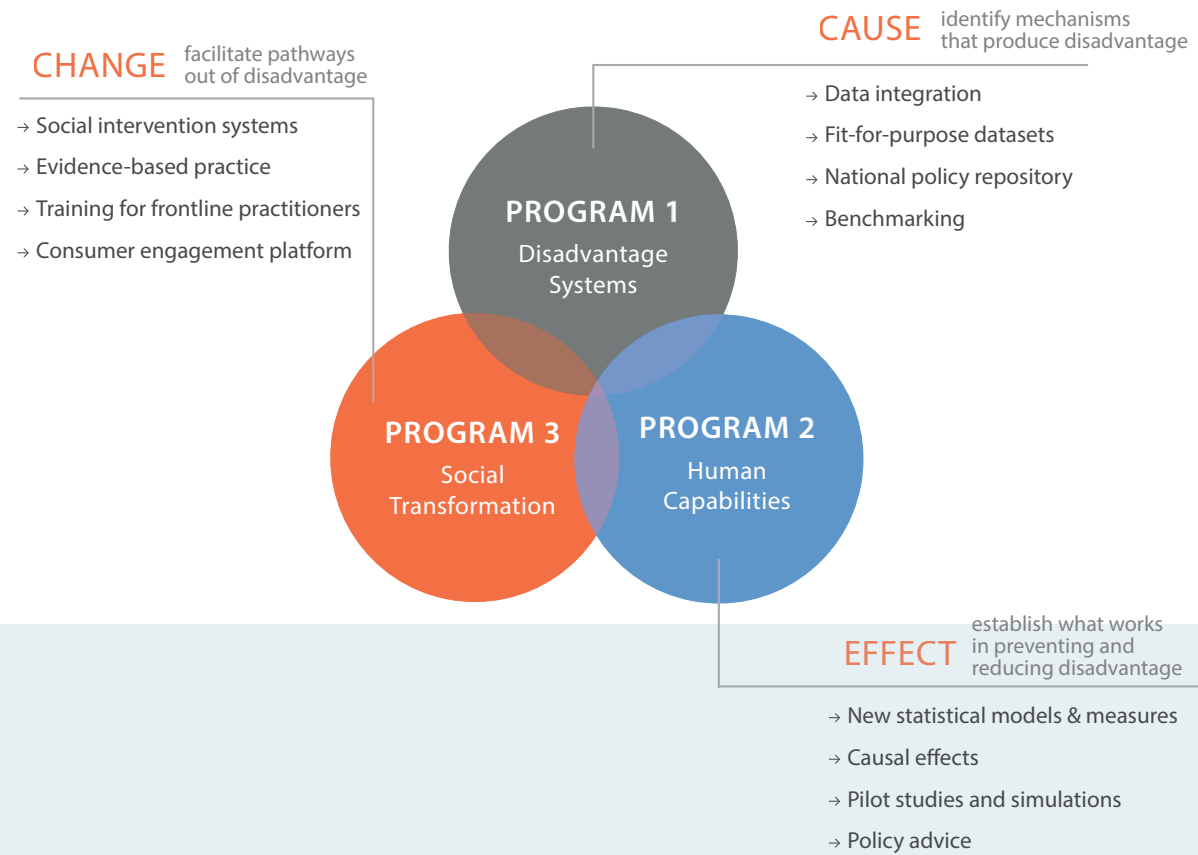 CHANGE facilitate pathways
out of disadvantage
→ Social intervention systems
→ Evidence-based practice
→ Training for frontline practitioners
→ Consumer engagement platform
CAUSE identify mechanisms
that produce disadvantage
→ Data integration
→ Fit-for-purpose datasets
→ National policy repository
→ Benchmarking
PROGRAM 1
Disadvantage
Systems
PROGRAM 3
Social
Transformation
PROGRAM 2
Human
Capabilities
EFFECT establish what works
in preventing and
reducing disadvantage
→ New statistical models & measures
→ Causal effects
→ Pilot studies and simulations
→ Policy advice